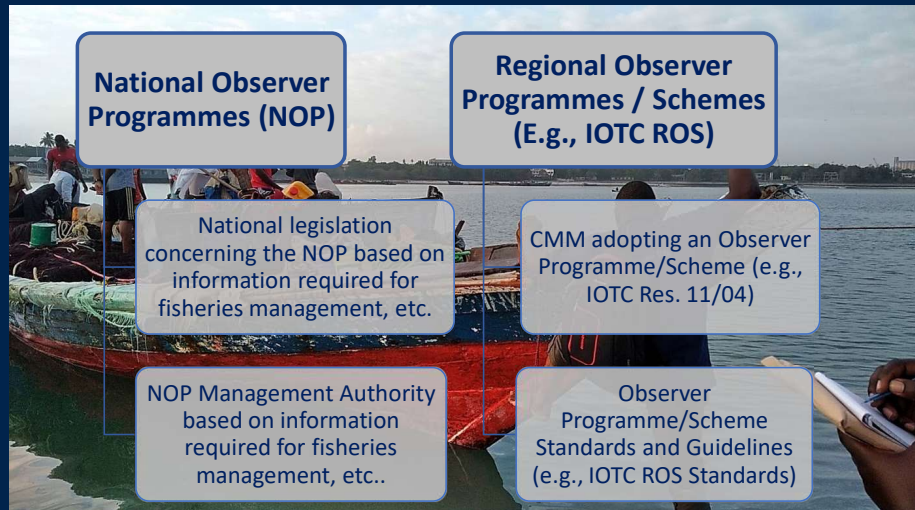 National Observer
Programmes (NOP)
National legislation
concerning the NOP based on
information required for
fisheries management, etc.
NOP Management Authority
based on information
required for fisheries
management, etc..
Regional Observer
Programmes / Schemes
(E.g., IOTC ROS)
CMM adopting an Observer
Programme/Scheme (e.g.,
IOTC Res. 11/04)
Observer
Programme/Scheme
Standards and Guidelines
(e.g., IOTC ROS Standards)